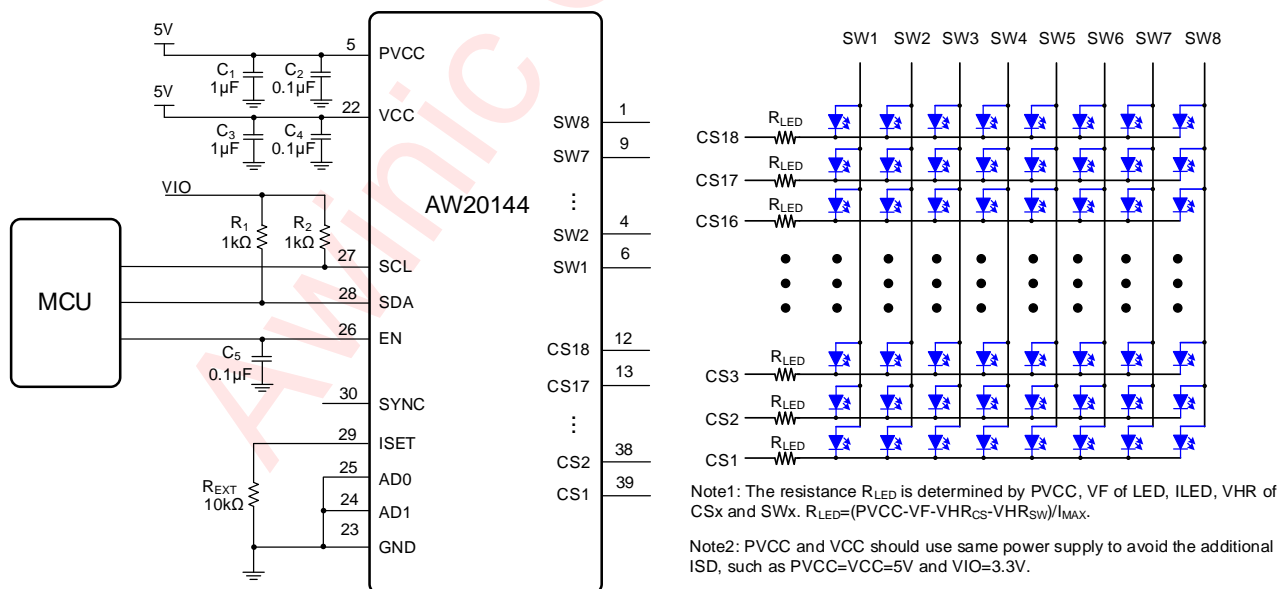 5V
5
PVCC
C1
1µF
C2
0.1µF
5V
22
VCC
C3
1µF
C4
0.1µF
VIO
R1
1kΩ
R2
1kΩ
27
SCL
MCU
28
SDA
26
EN
C5
0.1µF
30
SYNC
29
ISET
REXT
10kΩ
25
AD0
24
AD1
23
GND
AW20144
1
SW8
9
SW7
4
SW2
6
SW1
12
CS18
13
CS17
38
CS2
39
CS1
Awinic
SW1 SW2 SW3 SW4 SW5 SW6 SW7 SW8
RLED
CS18
RLED
CS17
RLED
CS16
RLED
CS3
RLED
CS2
RLED
CS1
Note1: The resistance RLED is determined by PVCC, VF of LED, ILED, VHR of
CSx and SWx. RLED=(PVCC-VF-VHRCS-VHRSW)/IMAX.
Note2: PVCC and VCC should use same power supply to avoid the additional
ISD, such as PVCC=VCC=5V and VIO=3.3V.